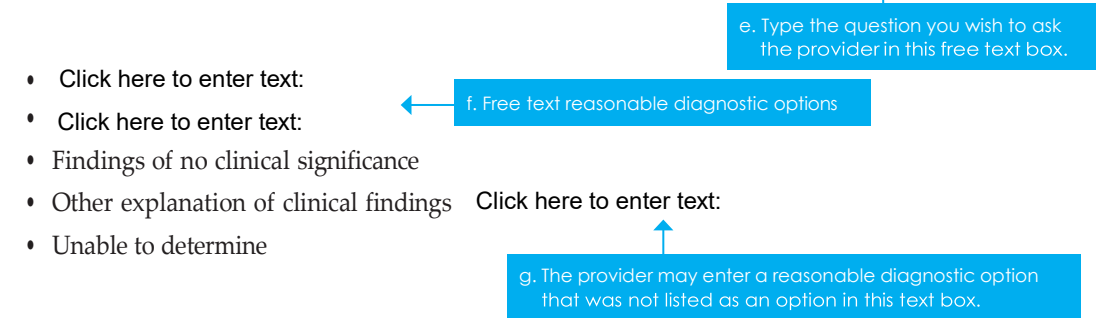 e. Type the question you wish to ask
the provider in this free text box.
• Click here to enter text:
f. Free text reasonable diagnostic options
• Click here to enter text:
• Findings of no clinical significance
• Other explanation of clinical findings Click here to enter text:
• Unable to determine
g. The provider may enter a reasonable diagnostic option
that was not listed as an option in this text box.